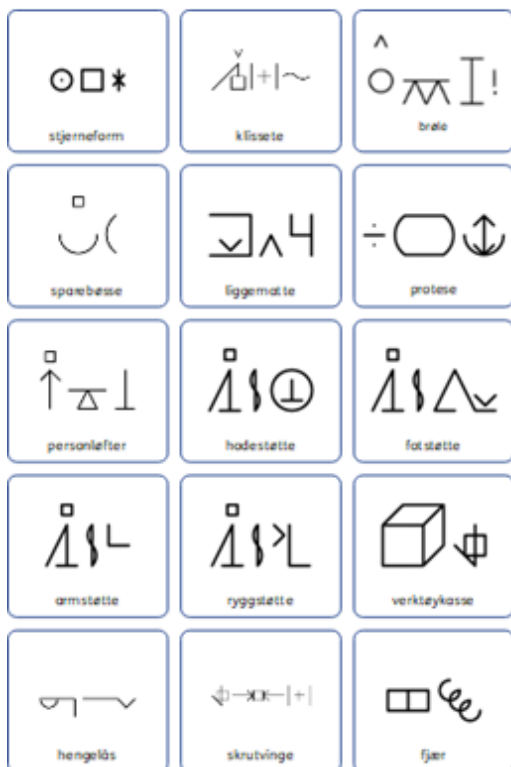 stjerneform
klissete
brøle
sparebøsse
liggematte
protese
personløfter
hodestøtte
fotstøtte
armstøtte
ryggstøtte
verktøykasse
hengelås
skrutvinge
fjær